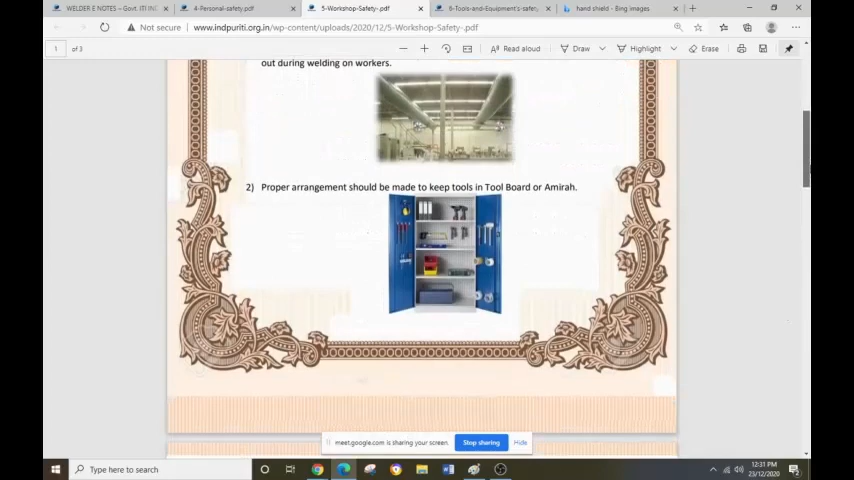 WELDER E NOTES – Govt. ITI IND
4-Personal-safety.pdf
5-Workshop-Safety-.pdf
6-Tools-and-Equipment's-safety.
hand shield - Bing images
Not secure | www.indpuriti.org.in/wp-content/uploads/2020/12/5-Workshop-Safety-.pdf
1 of 3
Read aloud
Draw
Highlight
Erase
out during welding on workers.
2) Proper arrangement should be made to keep tools in Tool Board or Amirah.
meet.google.com is sharing your screen.
Stop sharing
Hide
Type here to search
12:31 PM
23/12/2020